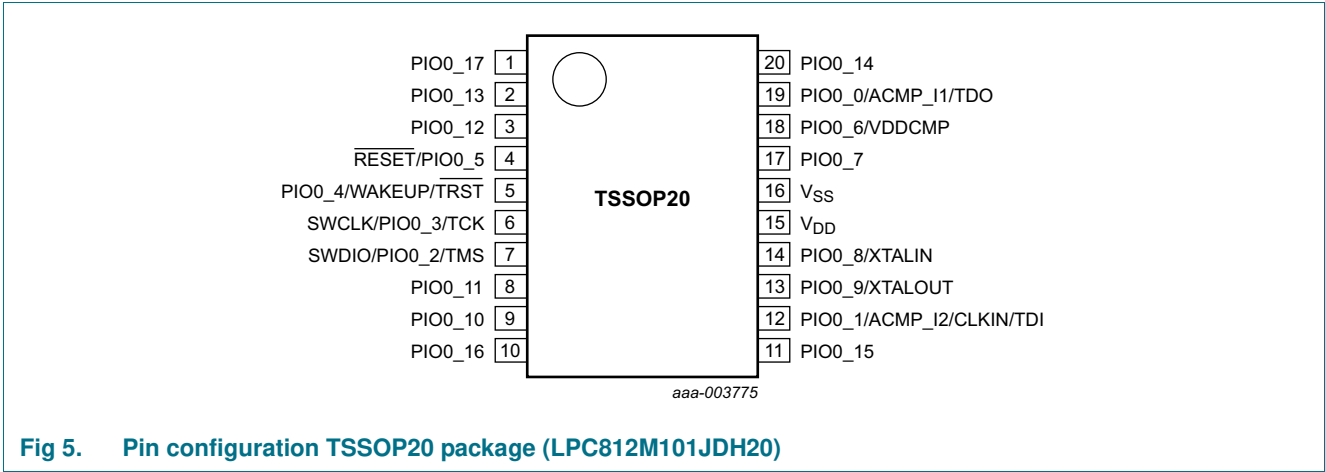 PIO0_17 1
PIO0_13 2
PIO0_12 3
RESET/PIO0_5 4
PIO0_4/WAKEUP/TRST 5
SWCLK/PIO0_3/TCK 6
SWDIO/PIO0_2/TMS 7
PIO0_11 8
PIO0_10 9
PIO0_16 10
TSSOP20
20 PIO0_14
19 PIO0_0/ACMP_I1/TDO
18 PIO0_6/VDDCMP
17 PIO0_7
16 VSS
15 VDD
14 PIO0_8/XTALIN
13 PIO0_9/XTALOUT
12 PIO0_1/ACMP_I2/CLKIN/TDI
11 PIO0_15
aaa-003775
Fig 5. Pin configuration TSSOP20 package (LPC812M101JDH20)